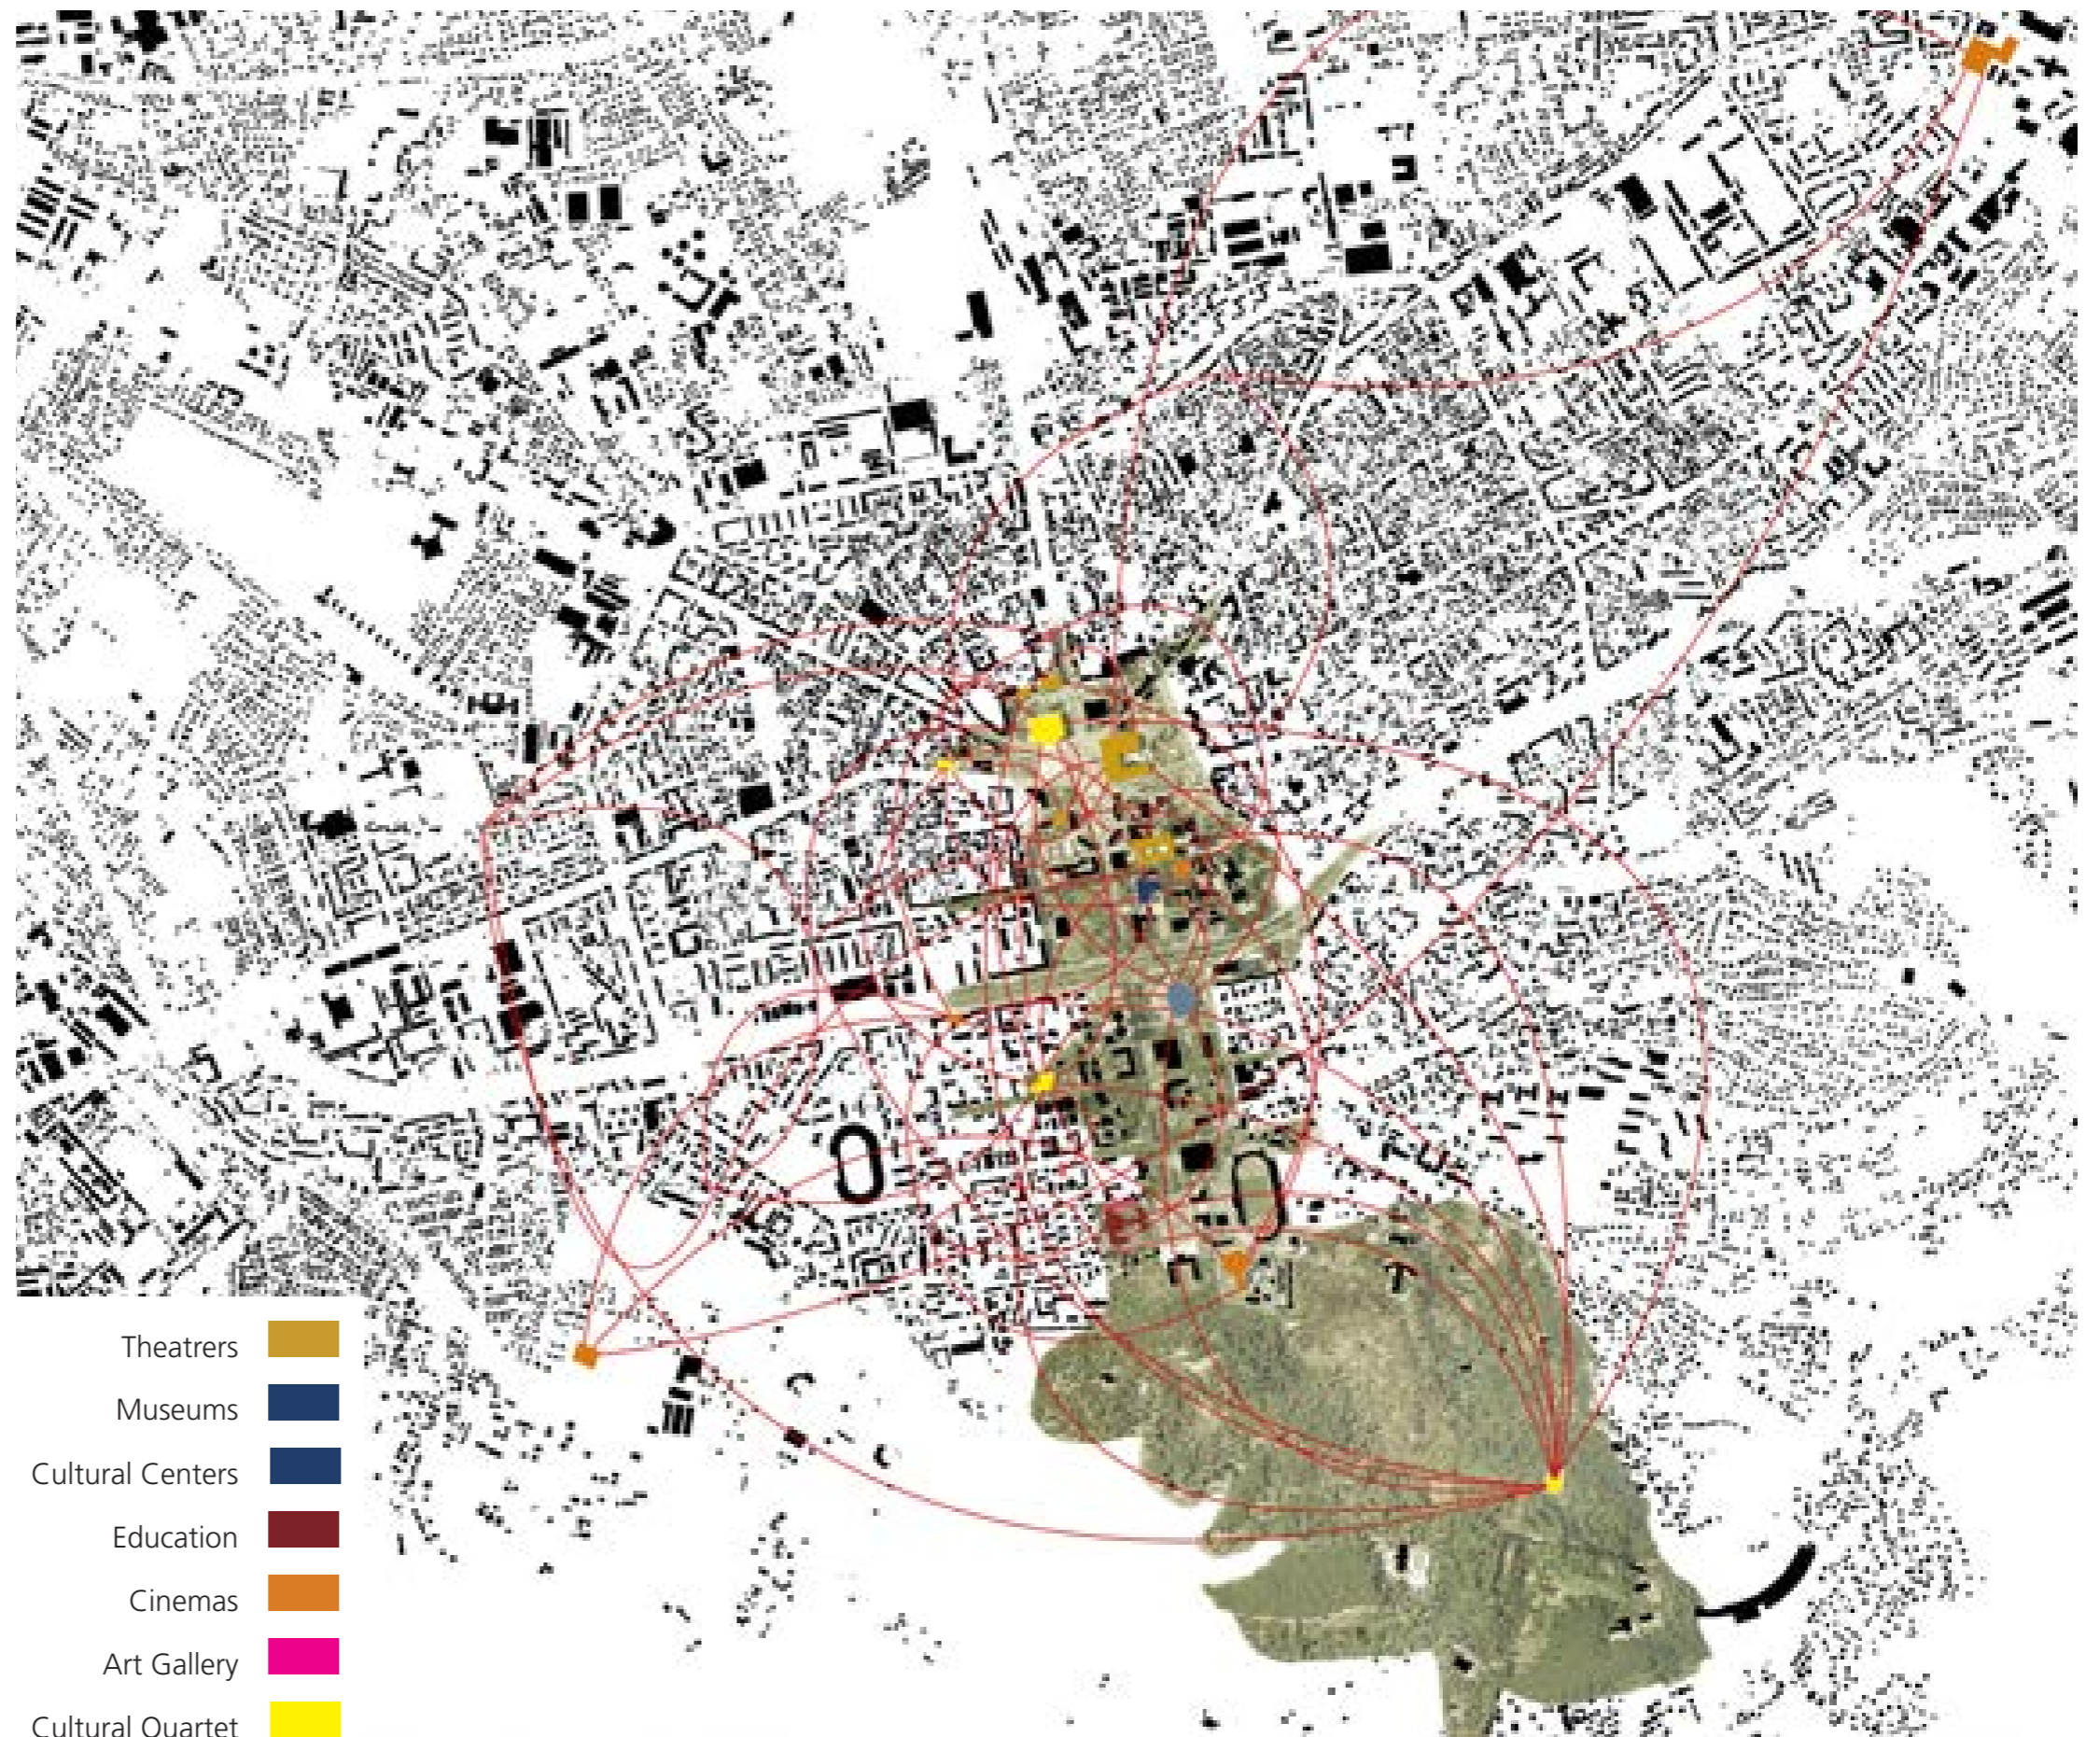 Theatrers
Museums
Cultural Centers
Education
Cinemas
Art Gallery
Cultural Quartet